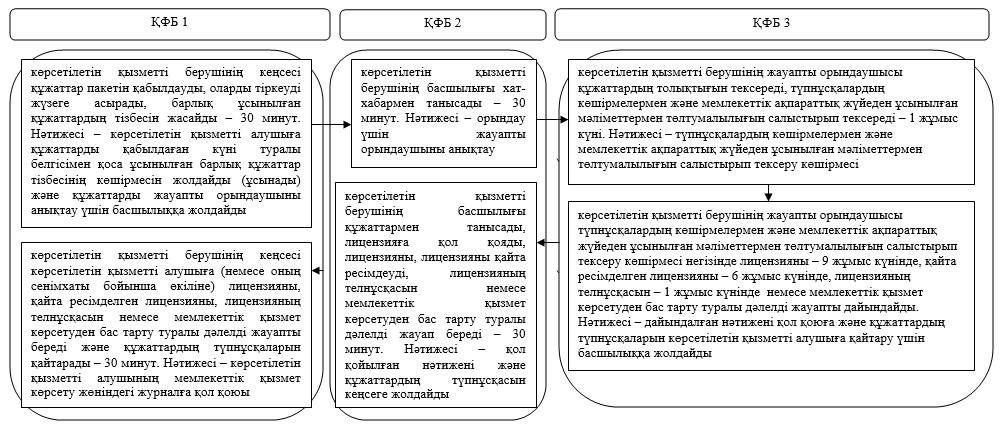 ҚФБ 1
ҚФБ 2
ҚФБ 3
көрсетілетін қызметті берушінің кеңсесі
құжаттар пакетін қабылдауды, оларды тіркеуді
жүзеге асырады, барлық ұсынылған
құжаттардың тізбесін жасайды – 30 минут.
Нәтижесі – көрсетілетін қызметті алушыға
құжаттарды қабылдаған күні туралы
белгісімен қоса ұсынылған барлық құжаттар
тізбесінің көшірмесін жолдайды (ұсынады)
және құжаттарды жауапты орындаушыны
анықтау үшін басшылыққа жолдайды
көрсетілетін қызметті
берушінің басшылығы хат-
хабармен танысады – 30
минут. Нәтижесі – орындау
үшін жауапты
орындаушыны анықтау
көрсетілетін қызметті берушінің жауапты орындаушысы
құжаттардың толықтығын тексереді, түпнұсқалардың
көшірмелермен және мемлекеттік ақпараттық жүйеден ұсынылған
мәліметтермен төлтумалылығын салыстырып тексереді – 1 жұмыс
күні. Нәтижесі – түпнұсқалардың көшірмелермен және
мемлекеттік ақпараттық жүйеден ұсынылған мәліметтермен
төлтумалылығын салыстырып тексеру көшірмесі
көрсетілетін қызметті берушінің жауапты орындаушысы
түпнұсқалардың көшірмелермен және мемлекеттік ақпараттық
жүйеден ұсынылған мәліметтермен төлтумалылығын салыстырып
тексеру көшірмесі негізінде лицензияны – 9 жұмыс күнінде, қайта
ресімделген лицензияны – 6 жұмыс күнінде, лицензияның
телнұсқасын – 1 жұмыс күнінде немесе мемлекеттік қызмет
көрсетуден бас тарту туралы дәлелді жауапты дайындайды.
Нәтижесі – дайындалған нәтижені қол қоюға және құжаттардың
түпнұсқаларын көрсетілетін қызметті алушыға қайтару үшін
басшылыққа жолдайды
көрсетілетін қызметті
берушінің басшылығы
құжаттармен танысады,
лицензияға қол қояды,
лицензияны, лицензияны қайта
ресімдеуді, лицензияның
телнұсқасын немесе
мемлекеттік қызмет
көрсетуден бас тарту туралы
дәлелді жауап береді – 30
минут. Нәтижесі – қол
қойылған нәтижені және
құжаттардың түпнұсқасын
кеңсеге жолдайды
көрсетілетін қызметті берушінің кеңсесі
көрсетілетін қызметті алушыға (немесе оның
сенімхаты бойынша өкіліне) лицензияны,
қайта ресімделген лицензияны, лицензияның
телнұсқасын немесе мемлекеттік қызмет
көрсетуден бас тарту туралы дәлелді жауапты
береді және құжаттардың түпнұсқаларын
қайтарады – 30 минут. Нәтижесі – көрсетілетін
қызметті алушының мемлекеттік қызмет
көрсету жөніндегі журналға қол қоюы